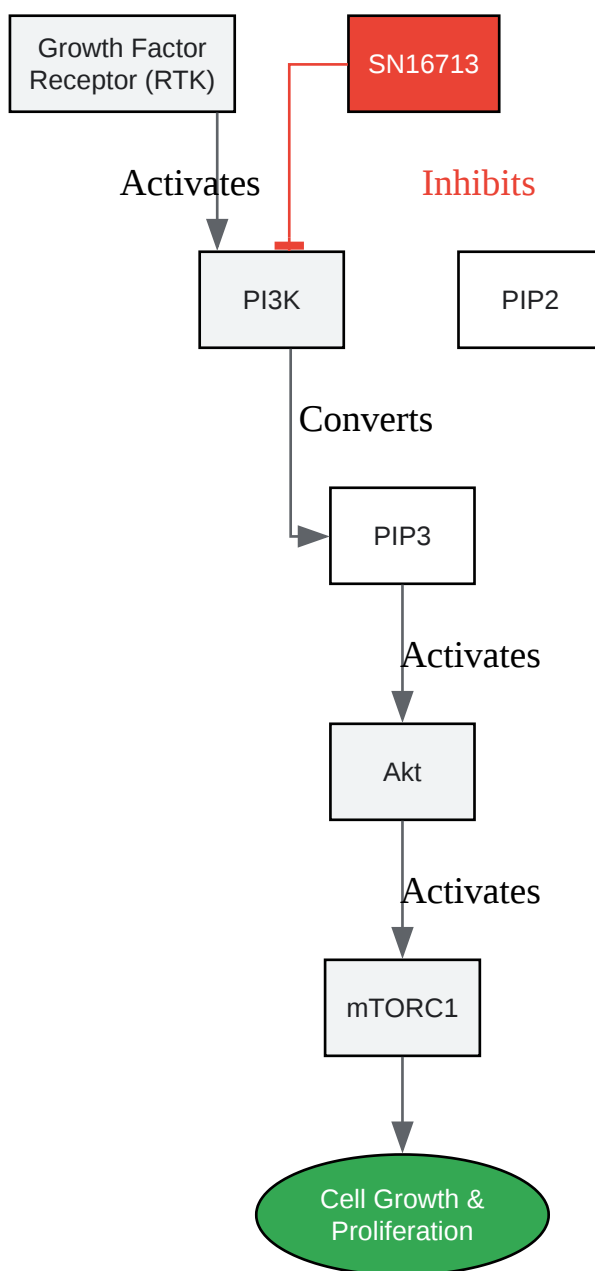 Growth Factor
Receptor (RTK)
SN16713
Activates
Inhibits
PI3K
PIP2
Converts
PIP3
Activates
Akt
Activates
mTORC1
Cell Growth &
Proliferation